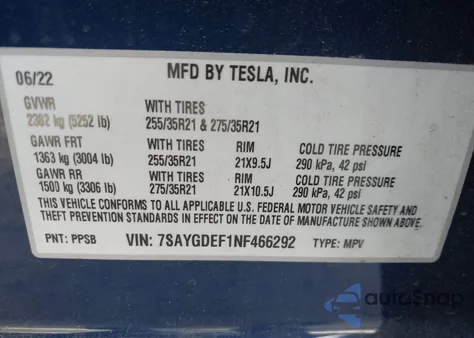 06/22 MFD BY TESLA, INC.
GVWR WITH TIRES
2382 kg (5252 lb) 255/35R21 & 275/35R21
GAWR FRT WITH TIRES RIM COLD TIRE PRESSURE
1363 kg (3004 lb) 255/35R21 21X9.5J 290 kPa, 42 psi
GAWR RR WITH TIRES RIM COLD TIRE PRESSURE
1500 kg (3306 lb) 275/35R21 21X10.5J 290 kPa, 42 psi
THIS VEHICLE CONFORMS TO ALL APPLICABLE U.S. FEDERAL MOTOR VEHICLE SAFETY AND
THEFT PREVENTION STANDARDS IN EFFECT ON THE DATE OF MANUFACTURE SHOWN ABOVE.
PNT: PPSB VIN: 7SAYGDEF1NF466292 TYPE: MPV
autoSnap